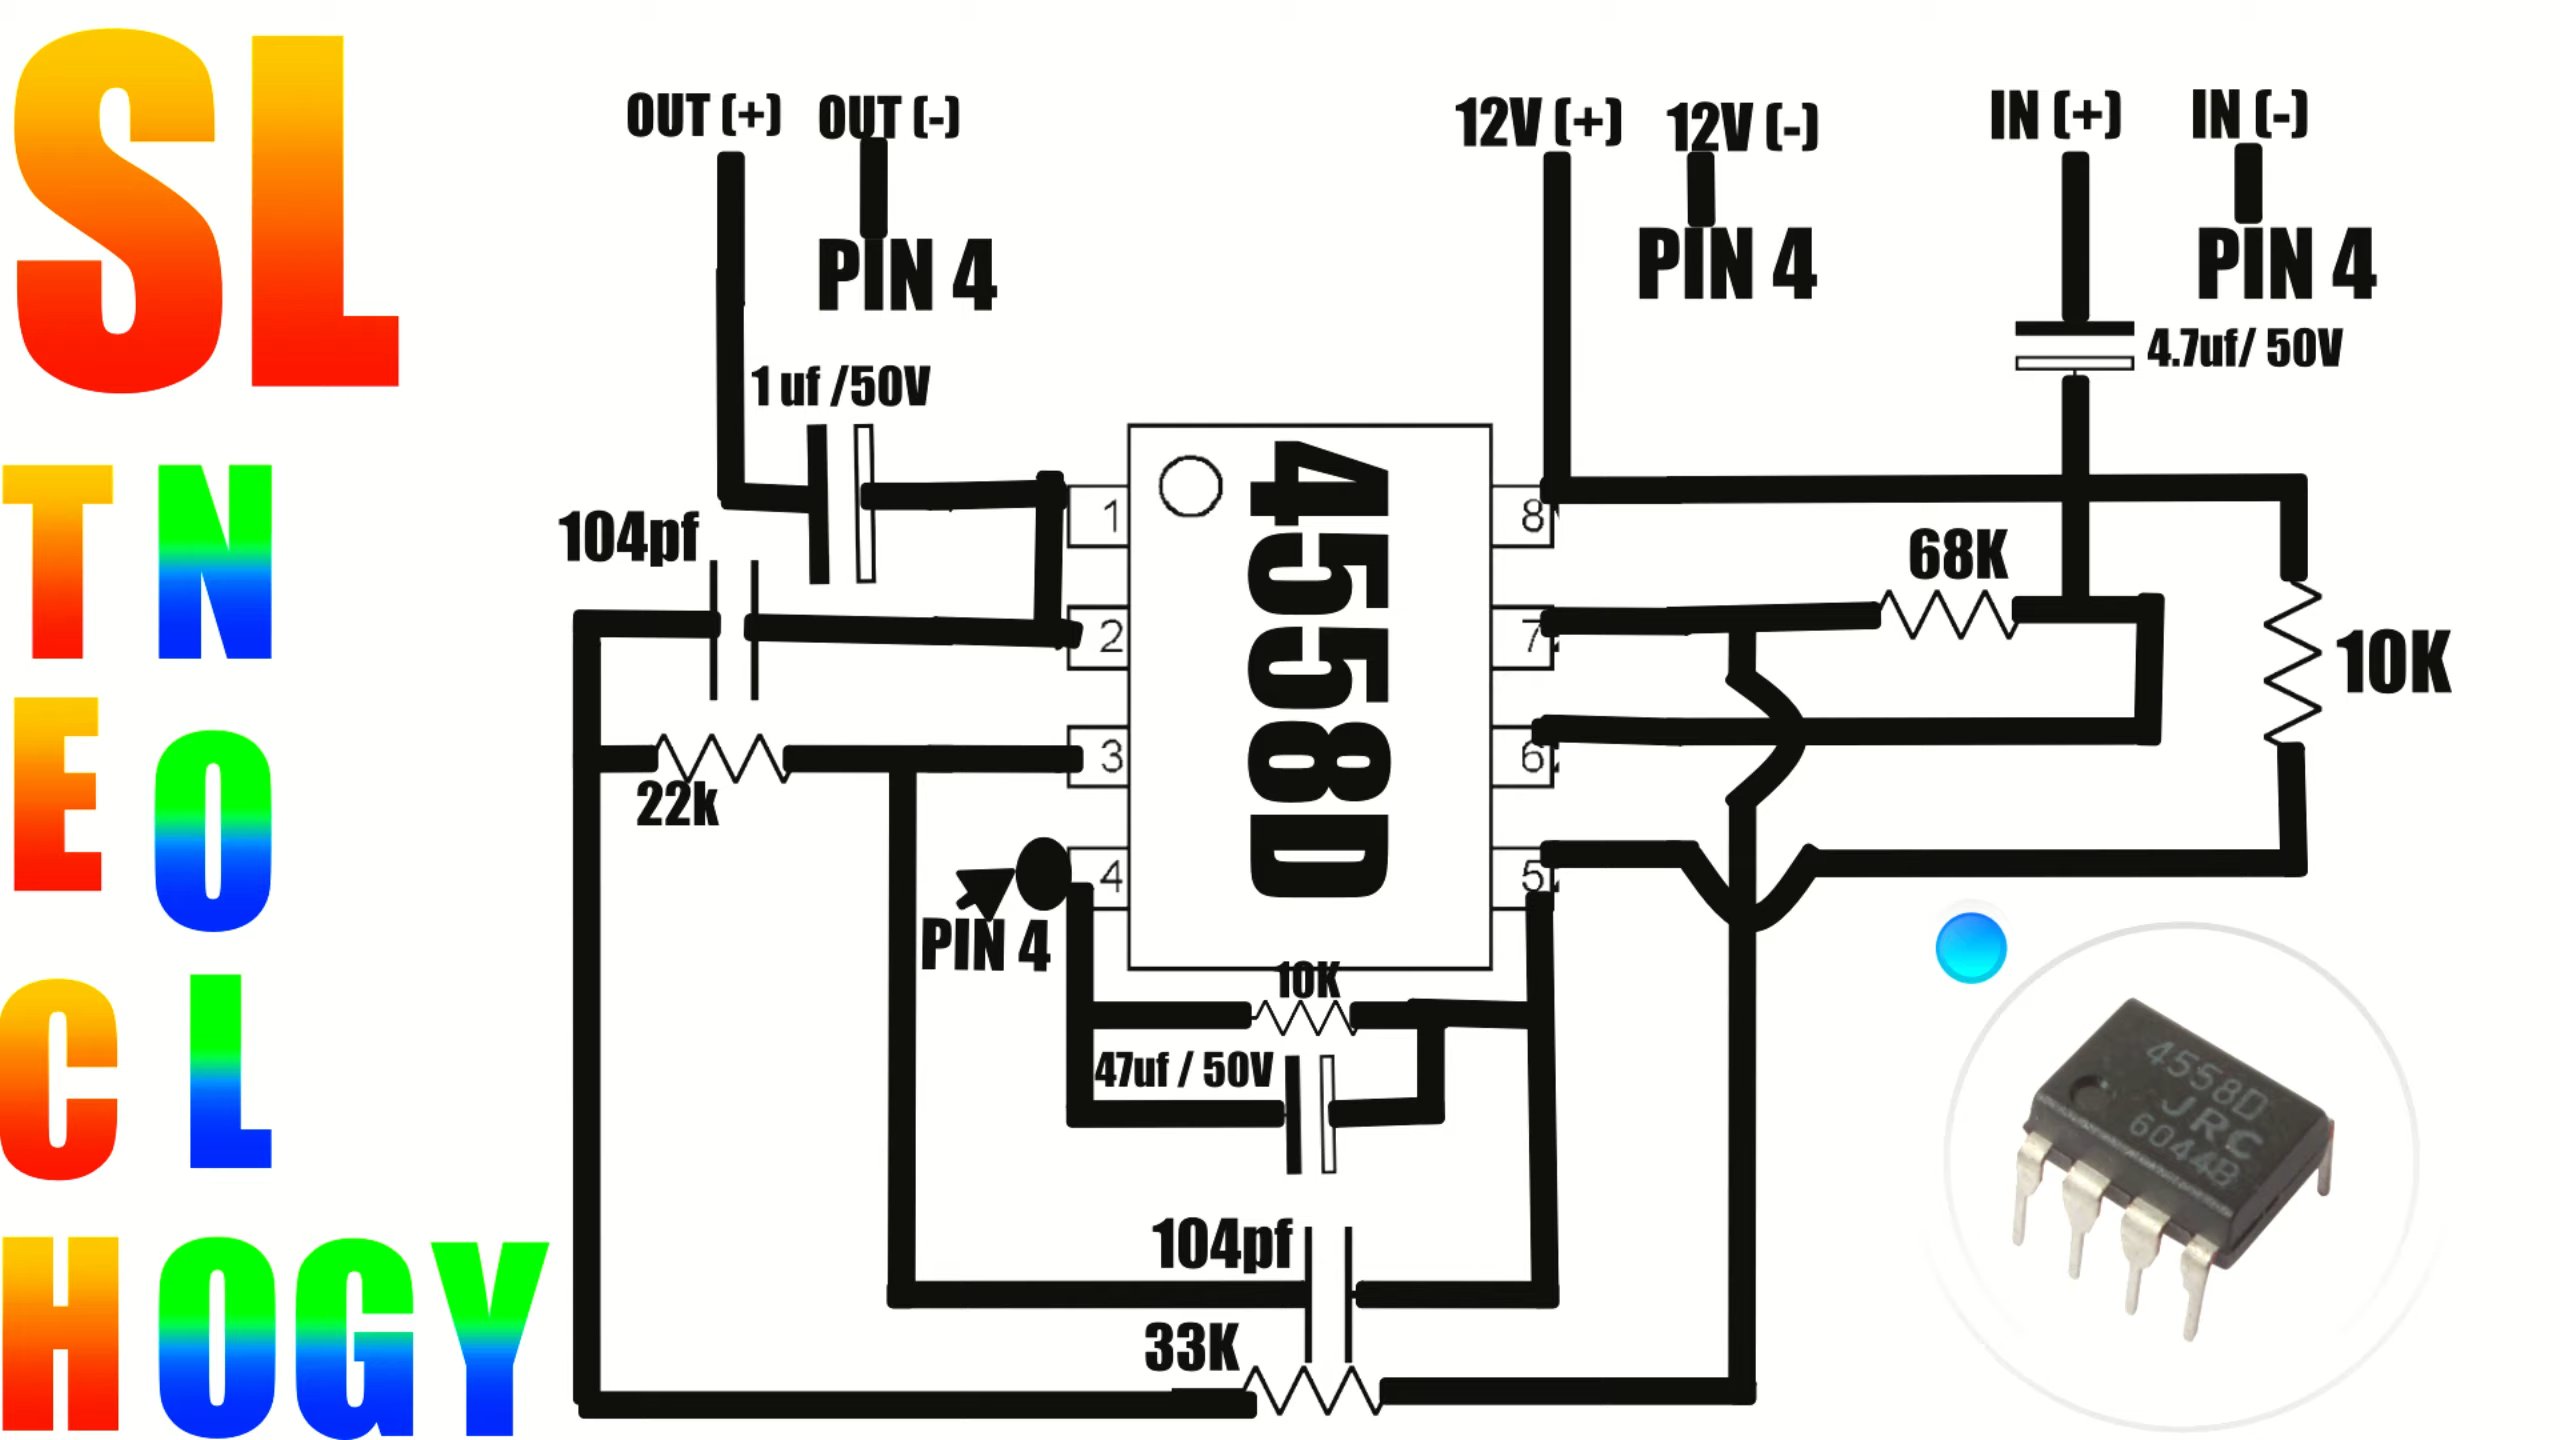 SL
TN
EO
CL
HOGY
OUT (+) OUT (-)
PIN 4
12V (+) 12V (-)
PIN 4
IN (+) IN (-)
PIN 4
4.7uf/ 50V
1 uf /50V
104pf
22k
4558D
1
2
3
4
8
7
6
5
68K
10K
PIN 4
10K
47uf / 50V
104pf
33K
4558D
JRC
6044B